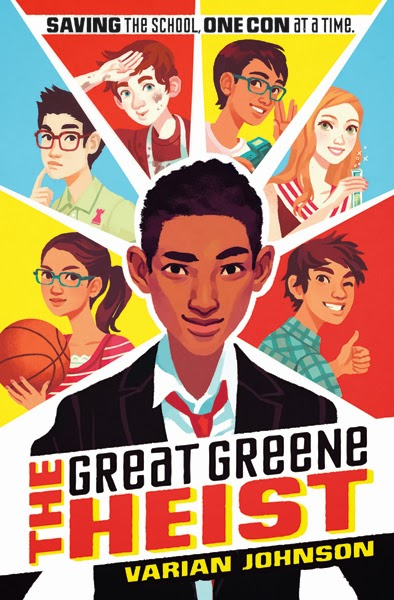 SAVING THE SCHOOL, ONE CON AT A TIME.
THE GREAT GREENE
HEIST
VARIAN JOHNSON